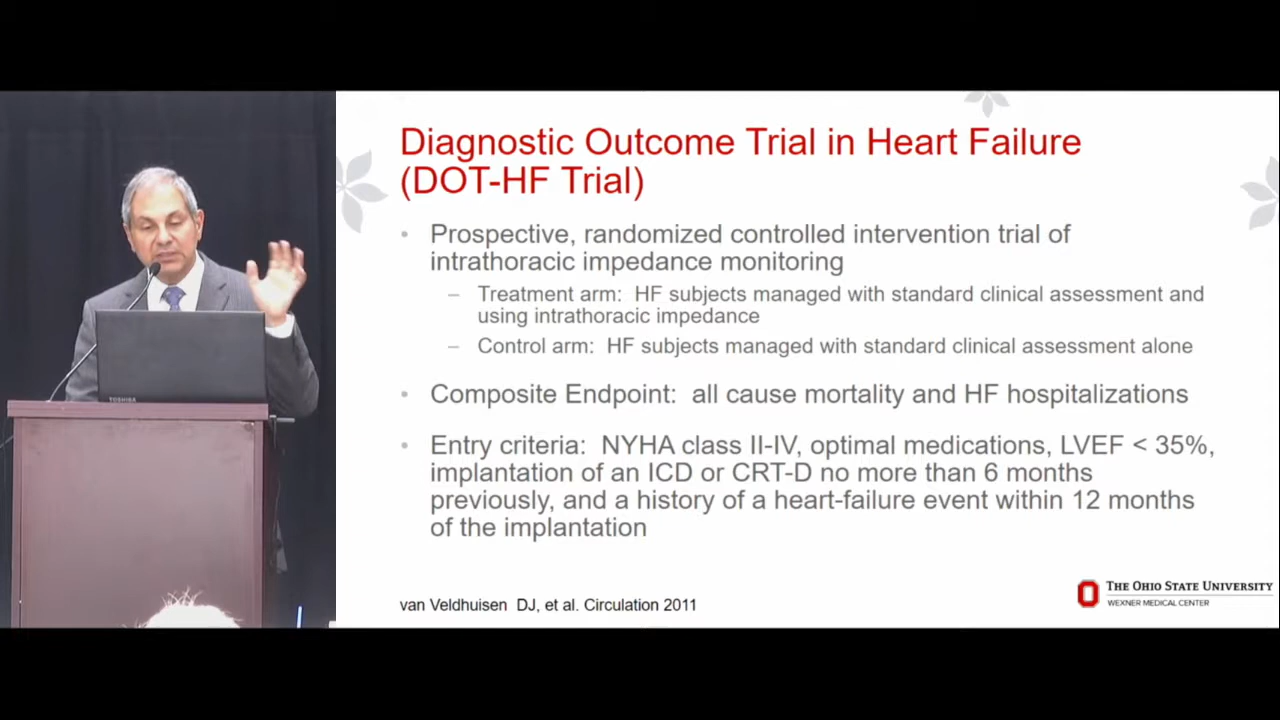 Diagnostic Outcome Trial in Heart Failure
(DOT-HF Trial)
• Prospective, randomized controlled intervention trial of
intrathoracic impedance monitoring
– Treatment arm: HF subjects managed with standard clinical assessment and
using intrathoracic impedance
– Control arm: HF subjects managed with standard clinical assessment alone
• Composite Endpoint: all cause mortality and HF hospitalizations
• Entry criteria: NYHA class II-IV, optimal medications, LVEF < 35%,
implantation of an ICD or CRT-D no more than 6 months
previously, and a history of a heart-failure event within 12 months
of the implantation
van Veldhuisen DJ, et al. Circulation 2011
THE OHIO STATE UNIVERSITY
WEXNER MEDICAL CENTER
TOSHIBA